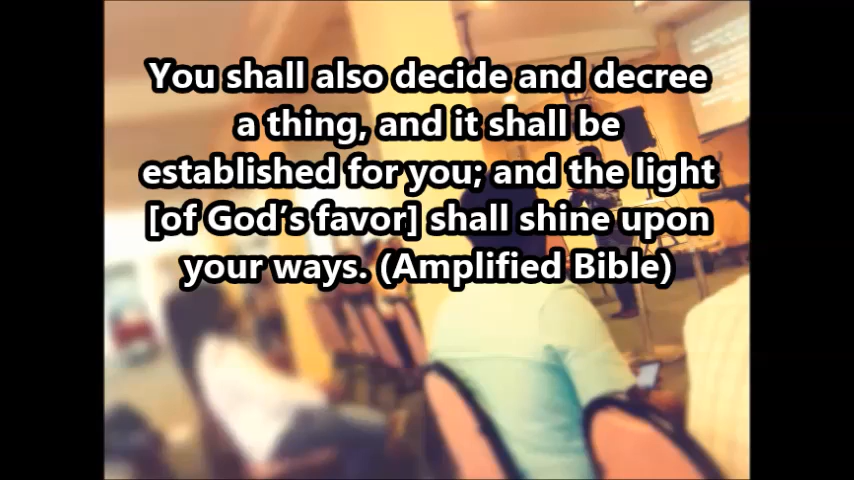 You shall also decide and decree
a thing, and it shall be
established for you; and the light
[of God’s favor] shall shine upon
your ways. (Amplified Bible)